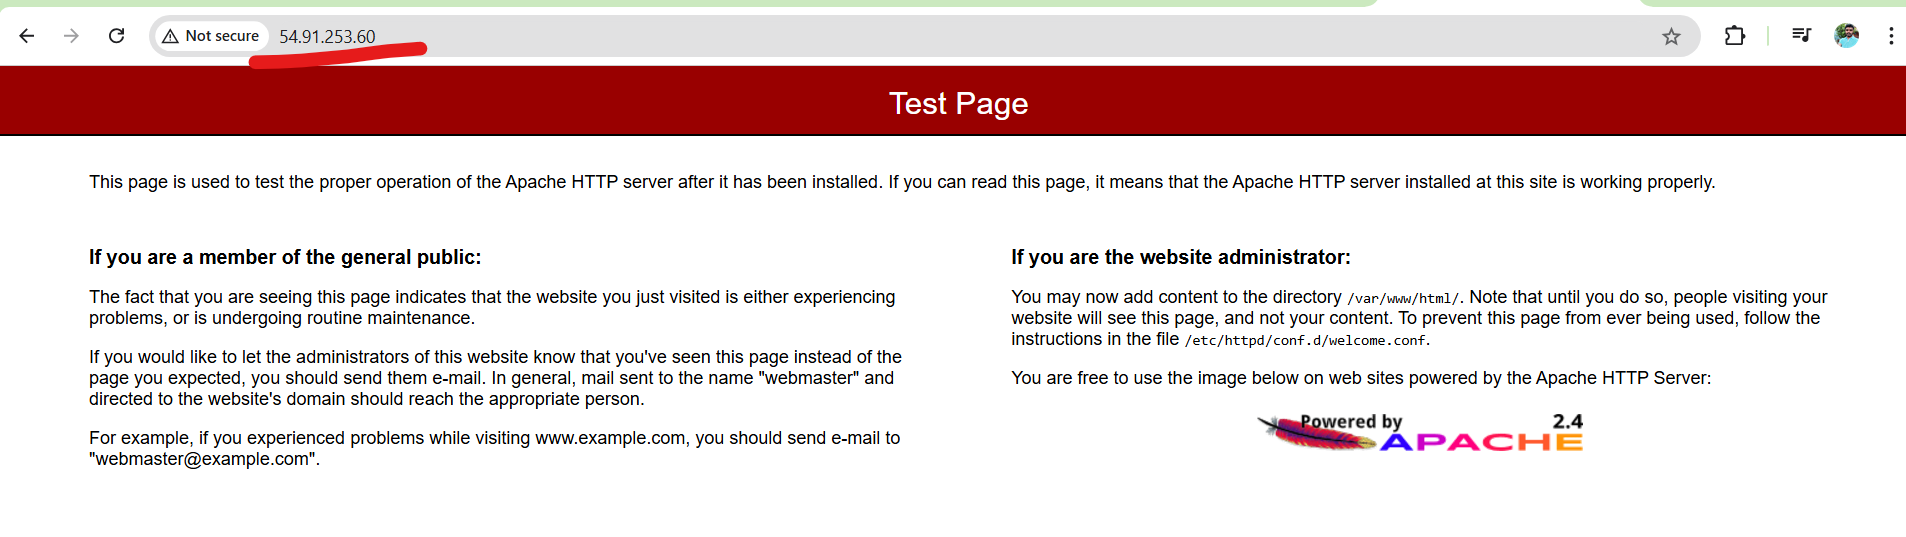 Not secure 54.91.253.60
Test Page
This page is used to test the proper operation of the Apache HTTP server after it has been installed. If you can read this page, it means that the Apache HTTP server installed at this site is working properly.
If you are a member of the general public:
The fact that you are seeing this page indicates that the website you just visited is either experiencing
problems, or is undergoing routine maintenance.
If you would like to let the administrators of this website know that you've seen this page instead of the
page you expected, you should send them e-mail. In general, mail sent to the name "webmaster" and
directed to the website's domain should reach the appropriate person.
For example, if you experienced problems while visiting www.example.com, you should send e-mail to
"webmaster@example.com".
If you are the website administrator:
You may now add content to the directory /var/www/html/. Note that until you do so, people visiting your
website will see this page, and not your content. To prevent this page from ever being used, follow the
instructions in the file /etc/httpd/conf.d/welcome.conf.
You are free to use the image below on web sites powered by the Apache HTTP Server:
Powered by 2.4
APACHE